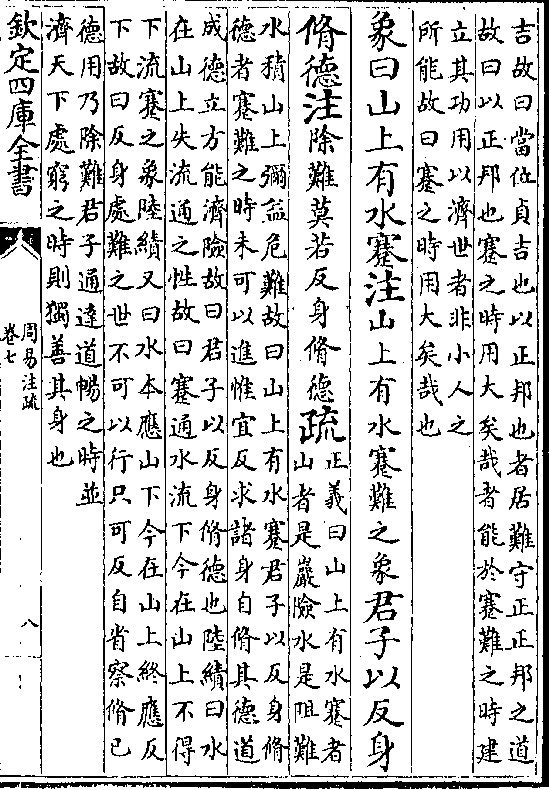 吉故曰當位貞吉也以正邦也者居難守正正邦之道
故曰以正邦也蹇之時用大矣哉者能於蹇難之時建
立其功用以濟世者非小人之
所能故曰蹇之時用大矣哉也
象曰山上有水蹇注山上有水蹇難之象君子以反身
脩德注除難莫若反身脩德疏正義曰山上有水蹇者
山者是巖險水是阻難
水積山上彌益危難故曰山上有水蹇君子以反身脩
德者蹇難之時未可以進惟宜反求諸身自脩其德道
成德立方能濟險故曰君子以反身脩德也陸績曰水
在山上失流通之性故曰蹇通水流下今在山上不得
下流蹇之象陸績又曰水本應山下今在山上終應反
下故曰反身處難之世不可以行只可反自省察脩己
德用乃除難君子通達道暢之時並
濟天下處窮之時則獨善其身也
欽定四庫全書
周易注疏
卷七
八